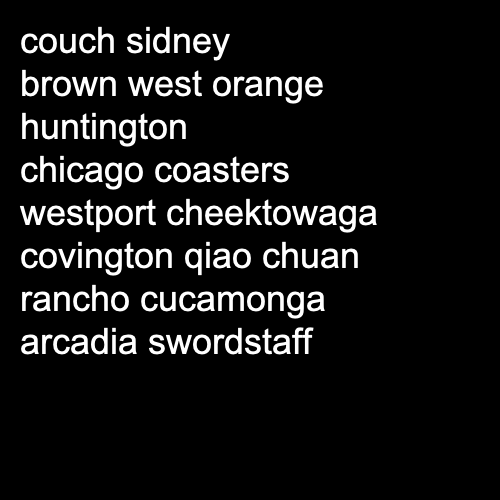 couch sidney
brown west orange
huntington
chicago coasters
westport cheektowaga
covington qiao chuan
rancho cucamonga
arcadia swordstaff